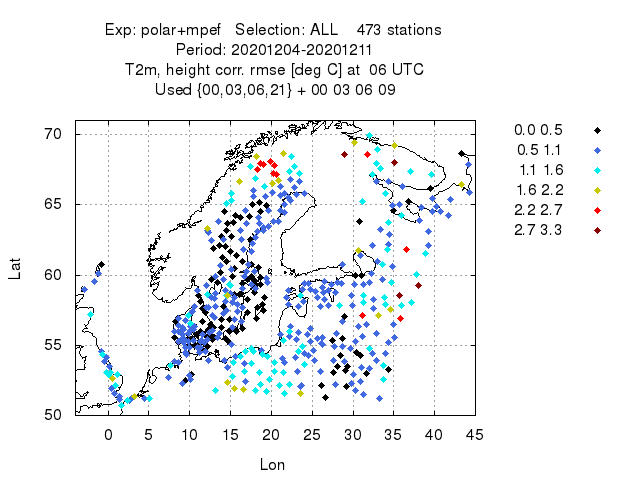 Exp: polar+mpef Selection: ALL 473 stations
Period: 20201204-20201211
T2m, height corr. rmse [deg C] at 06 UTC
Used {00,03,06,21} + 00 03 06 09
0.0 0.5
0.5 1.1
1.1 1.6
1.6 2.2
2.2 2.7
2.7 3.3
70
65
60
55
50
Lat
0 5 10 15 20 25 30 35 40 45
Lon